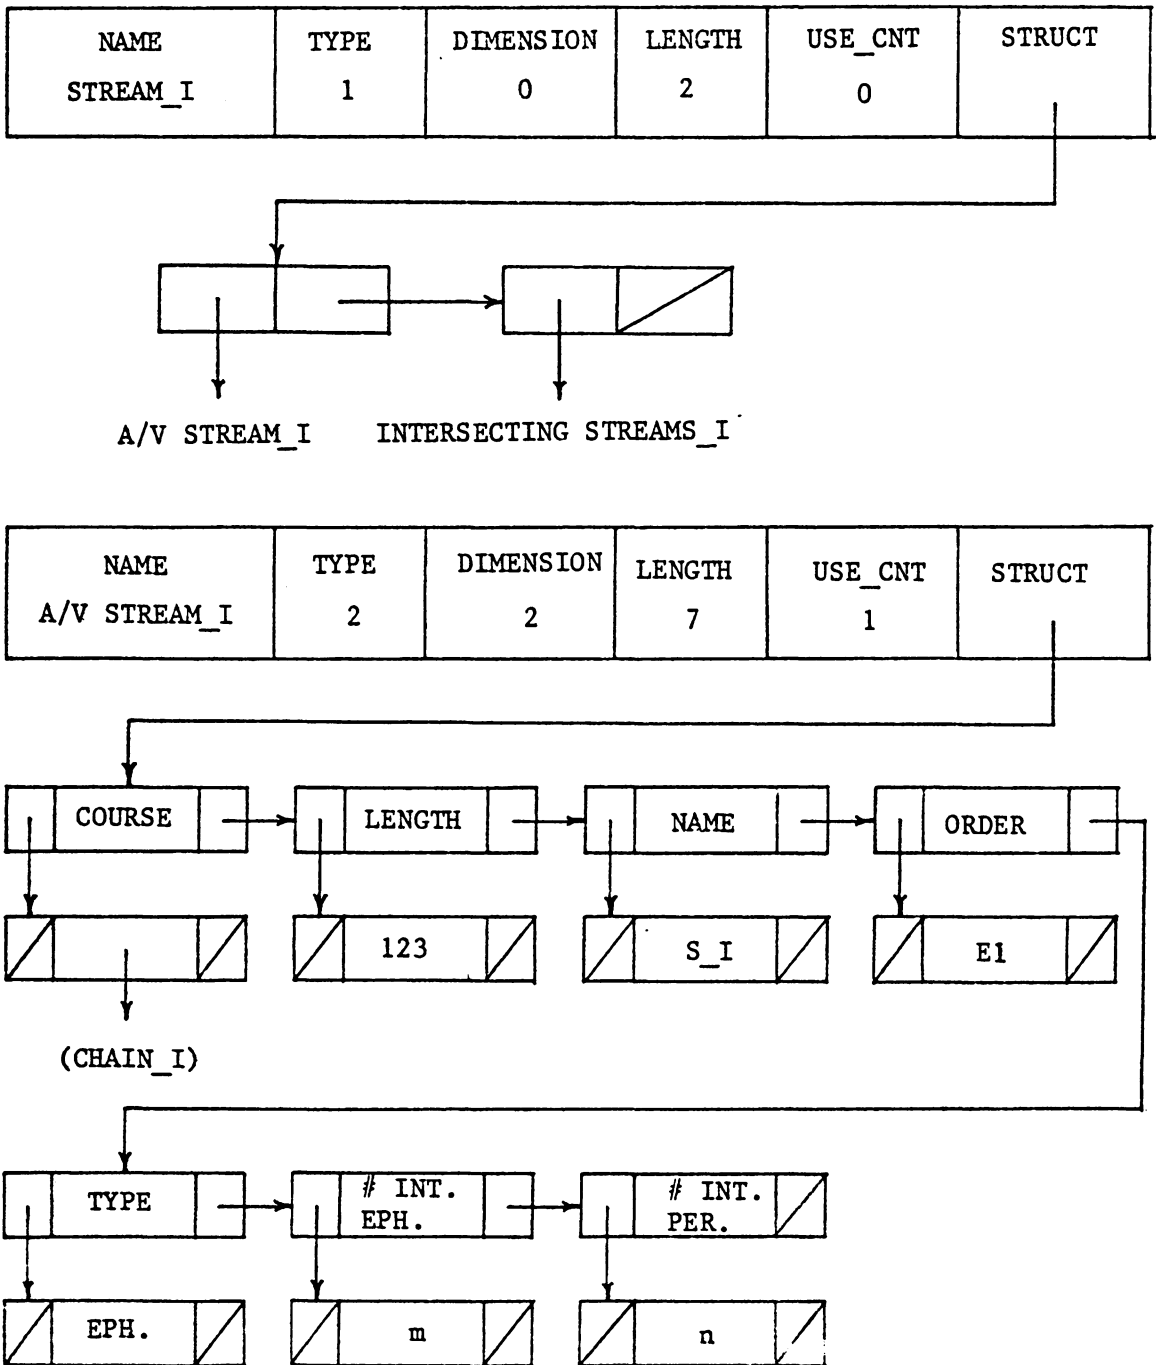 NAME TYPE DIMENSION LENGTH USE_CNT STRUCT
STREAM_I 1 0 2 0
A/V STREAM_I INTERSECTING STREAMS_I
NAME TYPE DIMENSION LENGTH USE_CNT STRUCT
A/V STREAM_I 2 2 7 1
COURSE LENGTH NAME ORDER
123 S_I E1
(CHAIN_I)
TYPE # INT. # INT.
EPH. PER.
EPH. m n